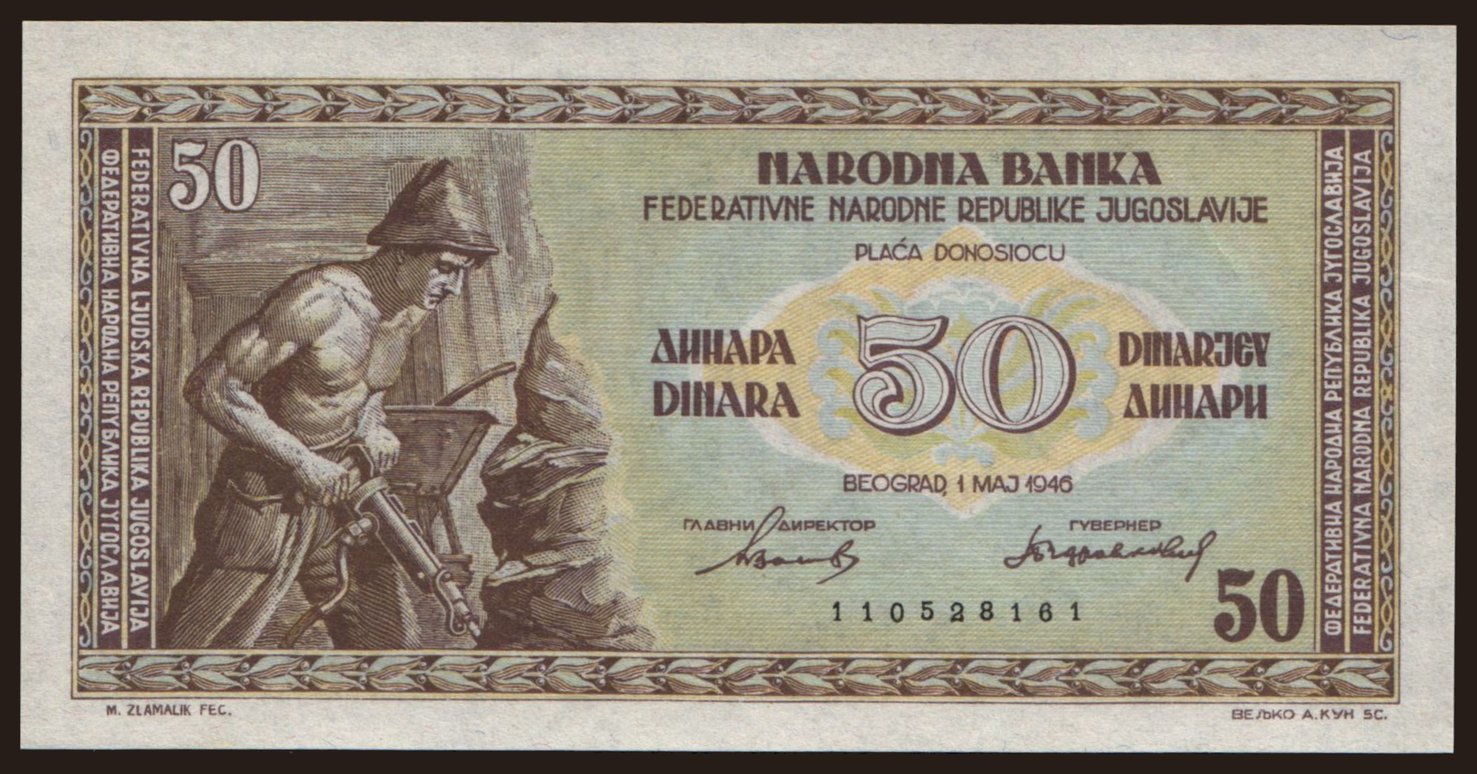 50
NARODNA BANKA
FEDERATIVNE NARODNE REPUBLIKE JUGOSLAVIJE
PLAĆA DONOSIOCU
ДИНАРА 50 DINARJEV
DINARA ДИНАРИ
BEOGRAD, 1 MAJ 1946
ГЛАВНИ ДИРЕКТОР ГУВЕРНЕР
110528161
50
ФЕДЕРАТИВНА НАРОДНА РЕПУБЛИКА ЈУГОСЛАВИЈА
FEDERATIVNA LJUDSKA REPUBLIKA JUGOSLAVIJA
ФЕДЕРАТИВНА НАРОДНА РЕПУБЛИКА ЈУГОСЛАВИЈА
FEDERATIVNA NARODNA REPUBLIKA JUGOSLAVIJA
M. ZLAMALIK FEC.
ВЕЉКО А.КУН SC.